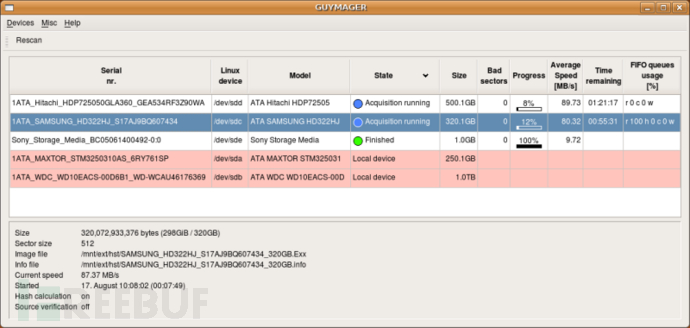 GUYMAGER
Devices Misc Help
Rescan
Serial nr. Linux device Model State Size Bad sectors Progress Average Speed [MB/s] Time remaining FIFO queues usage [%]
1ATA_Hitachi_HDP725050GLA360_GEA534RF3Z90WA /dev/sdd ATA Hitachi HDP72505 Acquisition running 500.1GB 0 8% 89.73 01:21:17 r 0 c 0 w
1ATA_SAMSUNG_HD322HJ_S17AJ9BQ607434 /dev/sdc ATA SAMSUNG HD322HJ Acquisition running 320.1GB 0 12% 80.32 00:55:31 r 100 h 0 c 0 w
Sony_Storage_Media_BC05061400492-0:0 /dev/sde Sony Storage Media Finished 1.0GB 0 100% 9.72
1ATA_MAXTOR_STM3250310AS_6RY761SP /dev/sda ATA MAXTOR STM325031 Local device 250.1GB
1ATA_WDC_WD10EACS-00D6B1_WD-WCAU46176369 /dev/sdb ATA WDC WD10EACS-00D Local device 1.0TB
Size 320,072,933,376 bytes (298GiB / 320GB)
Sector size 512
Image file /mnt/ext/hst/SAMSUNG_HD322HJ_S17AJ9BQ607434_320GB.Exx
Info file /mnt/ext/hst/SAMSUNG_HD322HJ_S17AJ9BQ607434_320GB.info
Current speed 87.37 MB/s
Started 17. August 10:08:02 (00:07:49)
Hash calculation on
Source verification off
REEBUF